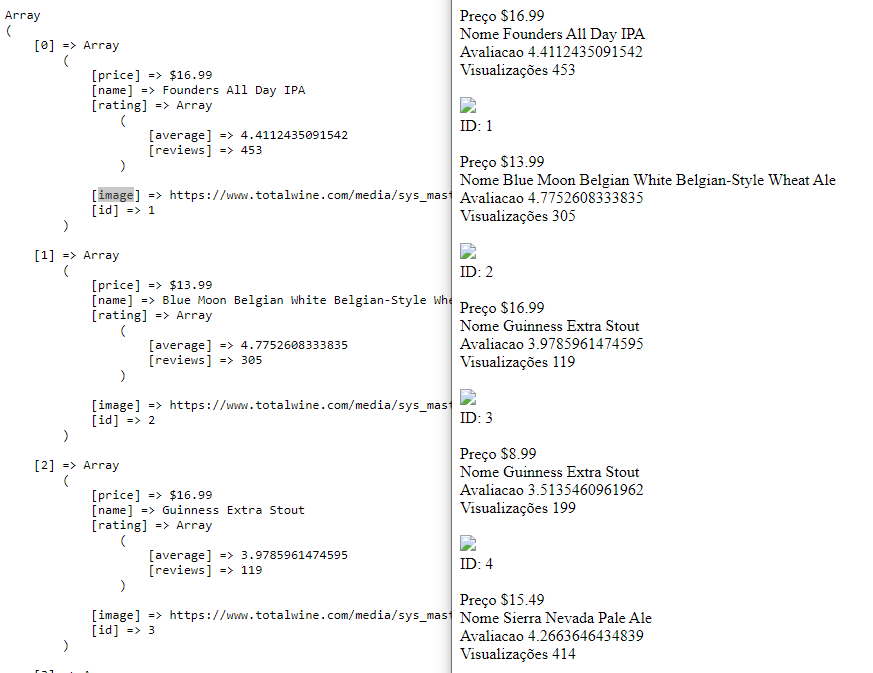 Array
(
[0] => Array
(
[price] => $16.99
[name] => Founders All Day IPA
[rating] => Array
(
[average] => 4.4112435091542
[reviews] => 453
)
[image] => https://www.totalwine.com/media/sys_mast
[id] => 1
)
[1] => Array
(
[price] => $13.99
[name] => Blue Moon Belgian White Belgian-Style Whe
[rating] => Array
(
[average] => 4.7752608333835
[reviews] => 305
)
[image] => https://www.totalwine.com/media/sys_mast
[id] => 2
)
[2] => Array
(
[price] => $16.99
[name] => Guinness Extra Stout
[rating] => Array
(
[average] => 3.9785961474595
[reviews] => 119
)
[image] => https://www.totalwine.com/media/sys_mast
[id] => 3
)
Preço $16.99
Nome Founders All Day IPA
Avaliacao 4.4112435091542
Visualizações 453
ID: 1
Preço $13.99
Nome Blue Moon Belgian White Belgian-Style Wheat Ale
Avaliacao 4.7752608333835
Visualizações 305
ID: 2
Preço $16.99
Nome Guinness Extra Stout
Avaliacao 3.9785961474595
Visualizações 119
ID: 3
Preço $8.99
Nome Guinness Extra Stout
Avaliacao 3.5135460961962
Visualizações 199
ID: 4
Preço $15.49
Nome Sierra Nevada Pale Ale
Avaliacao 4.2663646434839
Visualizações 414